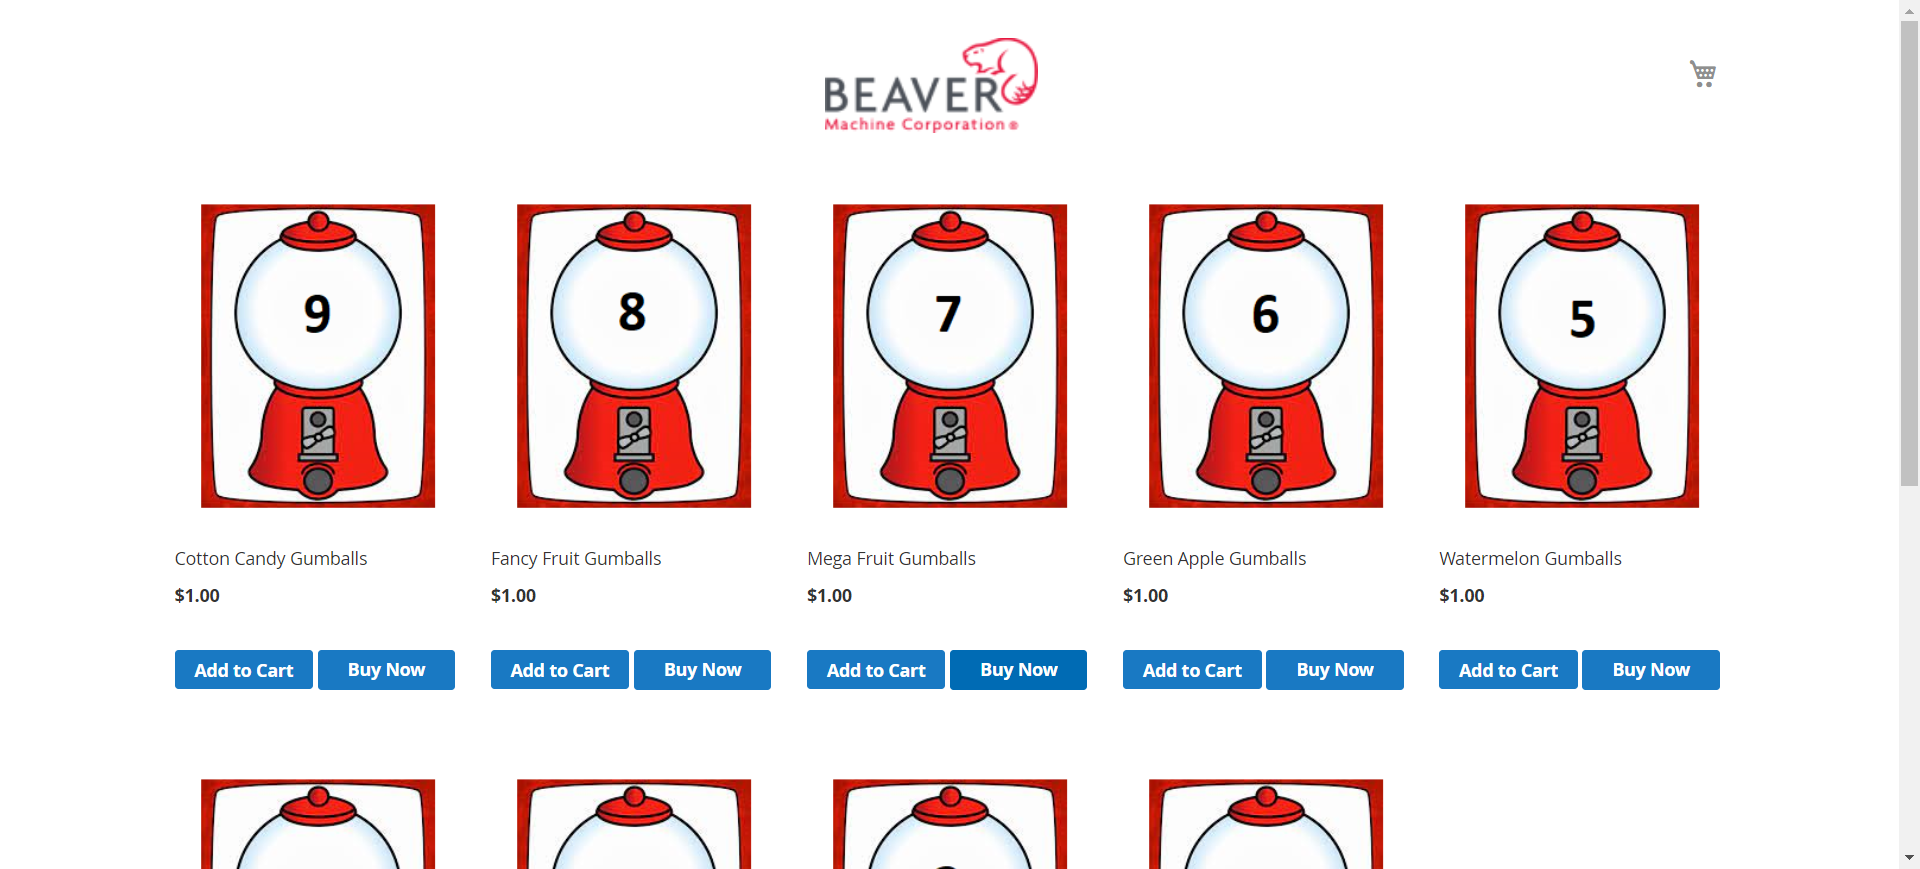 BEAVER
Machine Corporation ®
9 8 7 6 5
Cotton Candy Gumballs Fancy Fruit Gumballs Mega Fruit Gumballs Green Apple Gumballs Watermelon Gumballs
$1.00 $1.00 $1.00 $1.00 $1.00
Add to Cart Buy Now Add to Cart Buy Now Add to Cart Buy Now Add to Cart Buy Now Add to Cart Buy Now